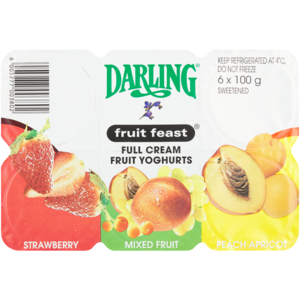 DARLING
fruit feast®
FULL CREAM
FRUIT YOGHURTS
KEEP REFRIGERATED AT 4°C,
DO NOT FREEZE
6 x 100 g
SWEETENED
STRAWBERRY
MIXED FRUIT
PEACH APRICOT